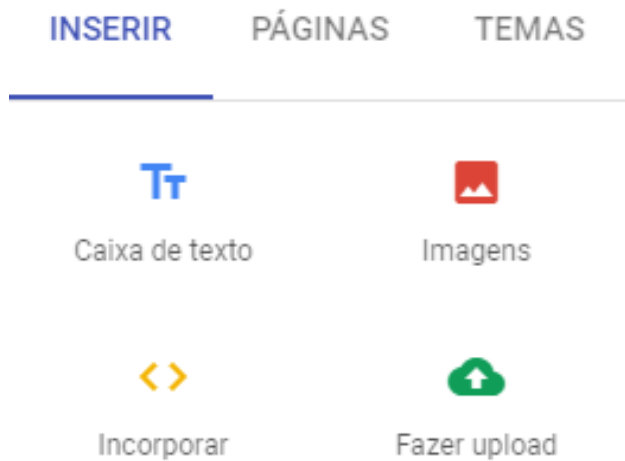 INSERIR PÁGINAS TEMAS
Caixa de texto Imagens
Incorporar Fazer upload